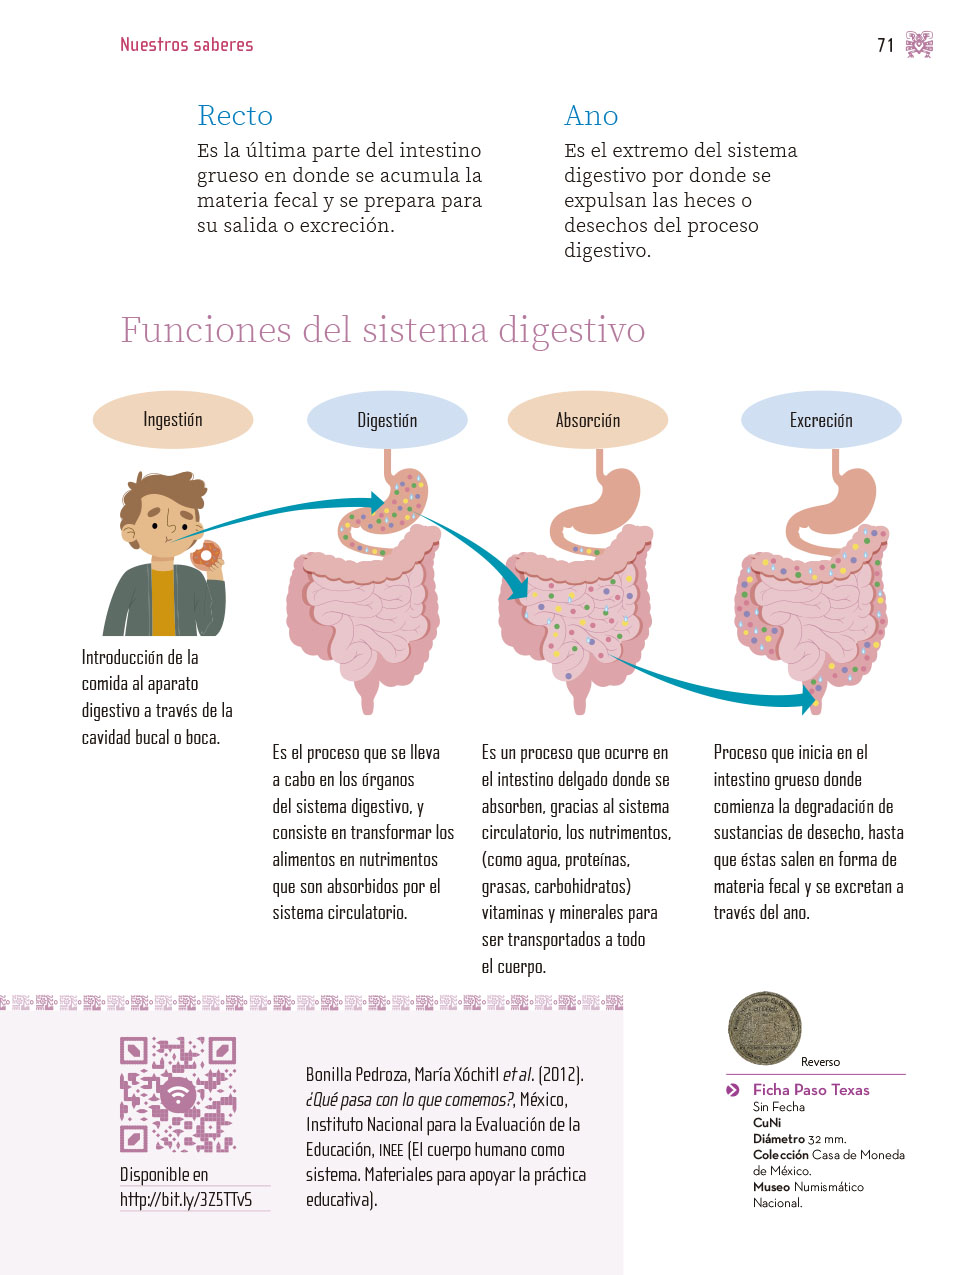 Nuestros saberes
71
Recto
Es la última parte del intestino
grueso en donde se acumula la
materia fecal y se prepara para
su salida o excreción.
Ano
Es el extremo del sistema
digestivo por donde se
expulsan las heces o
desechos del proceso
digestivo.
Funciones del sistema digestivo
Ingestión
Digestión
Absorción
Excreción
Introducción de la
comida al aparato
digestivo a través de la
cavidad bucal o boca.
Es el proceso que se lleva
a cabo en los órganos
del sistema digestivo, y
consiste en transformar los
alimentos en nutrimentos
que son absorbidos por el
sistema circulatorio.
Es un proceso que ocurre en
el intestino delgado donde se
absorben, gracias al sistema
circulatorio, los nutrimentos,
(como agua, proteínas,
grasas, carbohidratos)
vitaminas y minerales para
ser transportados a todo
el cuerpo.
Proceso que inicia en el
intestino grueso donde
comienza la degradación de
sustancias de desecho, hasta
que éstas salen en forma de
materia fecal y se excretan a
través del ano.
Disponible en
http://bit.ly/3Z5TTvS
Bonilla Pedroza, María Xóchitl et al. (2012).
¿Qué pasa con lo que comemos?, México,
Instituto Nacional para la Evaluación de la
Educación, INEE (El cuerpo humano como
sistema. Materiales para apoyar la práctica
educativa).
Reverso
Ficha Paso Texas
Sin Fecha
CuNi
Diámetro 32 mm.
Colección Casa de Moneda
de México.
Museo Numismático
Nacional.